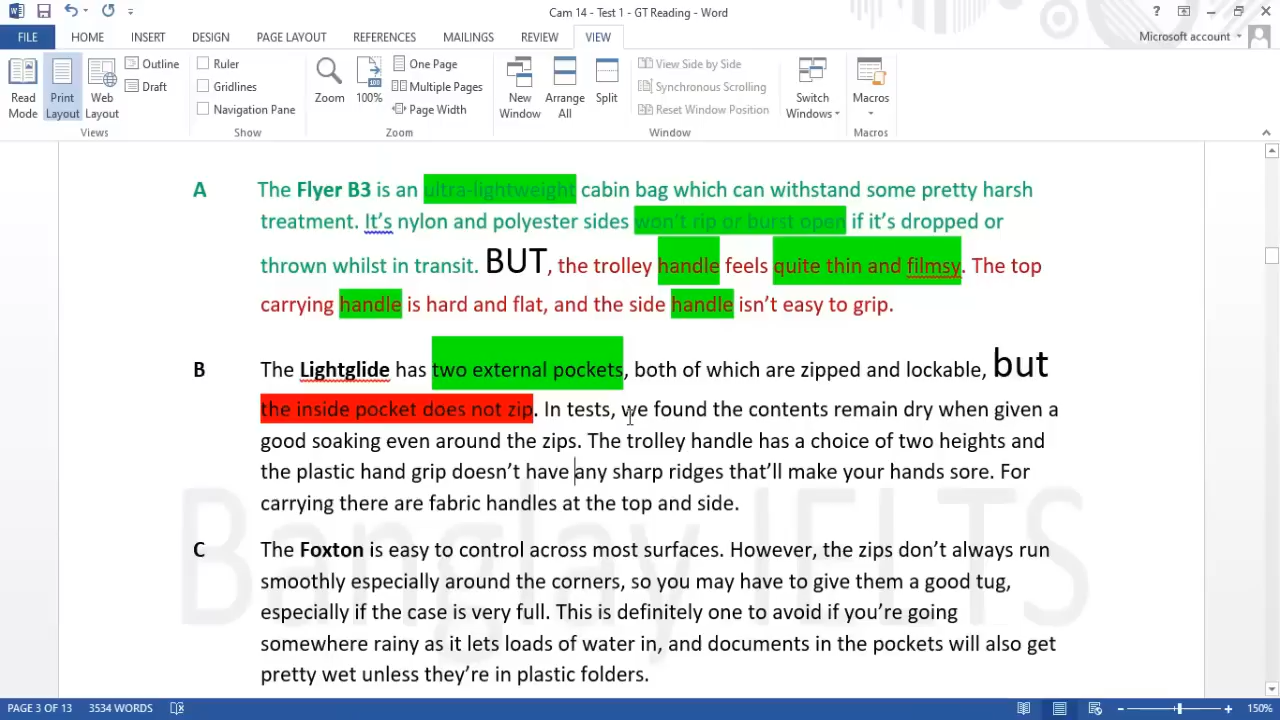 Cam 14 - Test 1 - GT Reading - Word
FILE HOME INSERT DESIGN PAGE LAYOUT REFERENCES MAILINGS REVIEW VIEW Microsoft account
Read Mode Print Layout Web Layout Outline Draft
Views
Ruler
Gridlines
Navigation Pane
Show
Zoom 100% One Page Multiple Pages Page Width
Zoom
New Window Arrange All Split View Side by Side Synchronous Scrolling Reset Window Position Switch Windows
Window
Macros
Macros
A The Flyer B3 is an ultra-lightweight cabin bag which can withstand some pretty harsh
treatment. It's nylon and polyester sides won't rip or burst open if it's dropped or
thrown whilst in transit. BUT, the trolley handle feels quite thin and filmsy. The top
carrying handle is hard and flat, and the side handle isn't easy to grip.
B The Lightglide has two external pockets, both of which are zipped and lockable, but
the inside pocket does not zip. In tests, we found the contents remain dry when given a
good soaking even around the zips. The trolley handle has a choice of two heights and
the plastic hand grip doesn't have any sharp ridges that'll make your hands sore. For
carrying there are fabric handles at the top and side.
C The Foxton is easy to control across most surfaces. However, the zips don't always run
smoothly especially around the corners, so you may have to give them a good tug,
especially if the case is very full. This is definitely one to avoid if you're going
somewhere rainy as it lets loads of water in, and documents in the pockets will also get
pretty wet unless they're in plastic folders.
Banglay IELTS
PAGE 3 OF 13 3534 WORDS 150%